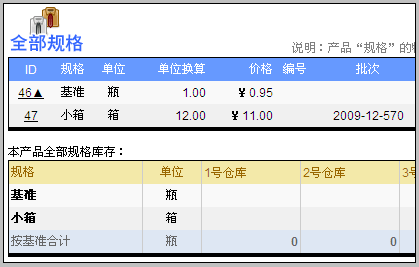 全部规格
说明：产品“规格”的
ID 规格 单位 单位换算 价格 编号 批次
46▲ 基准 瓶 1.00 ¥ 0.95
47 小箱 箱 12.00 ¥ 11.00 2009-12-570
本产品全部规格库存：
规格 单位 1号仓库 2号仓库 3号
基准 瓶
小箱 箱
按基准合计 瓶 0 0